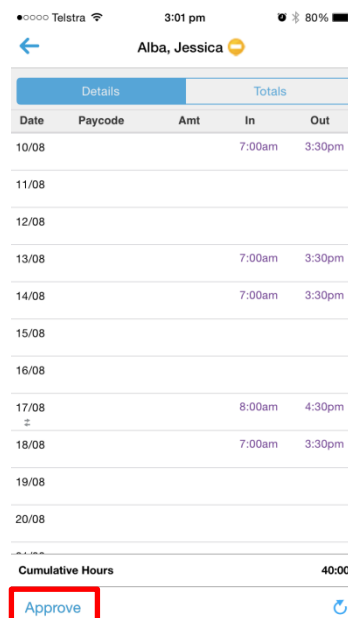 Telstra 3:01 pm 80%
Alba, Jessica
Details Totals
Date Paycode Amt In Out
10/08 7:00am 3:30pm
11/08
12/08
13/08 7:00am 3:30pm
14/08 7:00am 3:30pm
15/08
16/08
17/08 8:00am 4:30pm
18/08 7:00am 3:30pm
19/08
20/08
Cumulative Hours 40:00
Approve